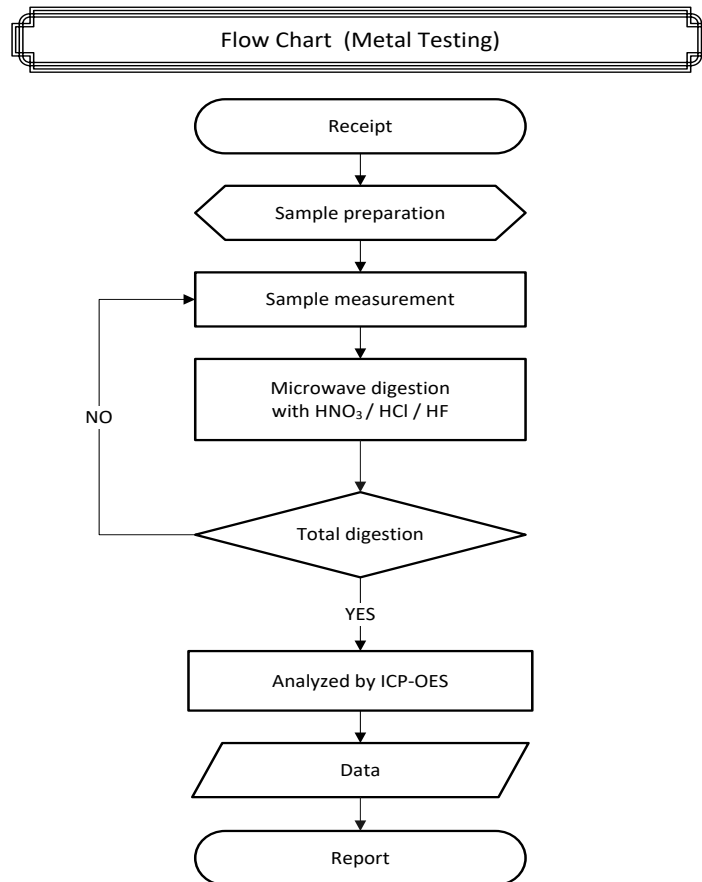 Flow Chart (Metal Testing)
Receipt
Sample preparation
Sample measurement
Microwave digestion
with HNO₃ / HCl / HF
NO
Total digestion
YES
Analyzed by ICP-OES
Data
Report